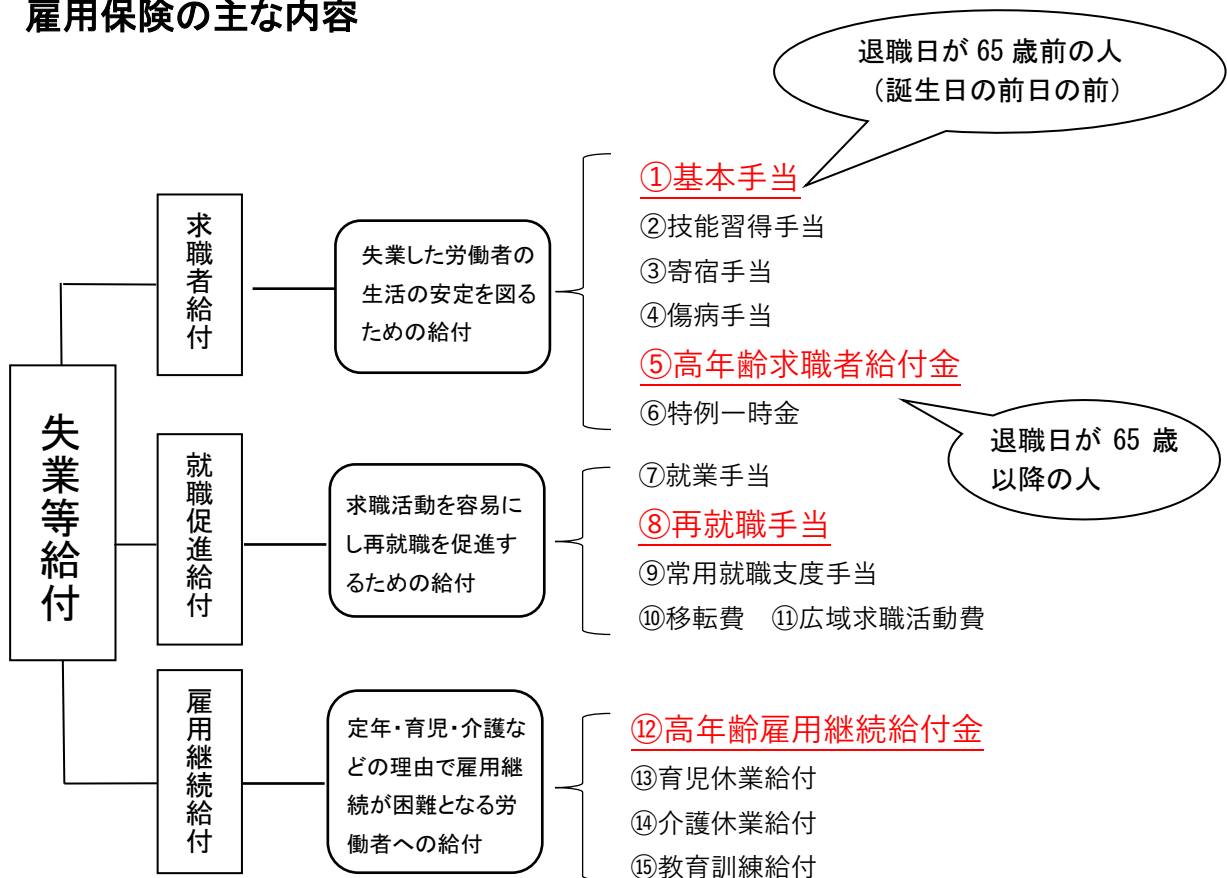 雇用保険の主な内容
退職日が 65 歳前の人
（誕生日の前日の前）
失業等給付
求職者給付
失業した労働者の
生活の安定を図る
ための給付
①基本手当
②技能習得手当
③寄宿手当
④傷病手当
⑤高年齢求職者給付金
⑥特例一時金
退職日が 65 歳
以降の人
就職促進給付
求職活動を容易に
し再就職を促進す
るための給付
⑦就業手当
⑧再就職手当
⑨常用就職支度手当
⑩移転費　⑪広域求職活動費
雇用継続給付
定年・育児・介護な
どの理由で雇用継
続が困難となる労
働者への給付
⑫高年齢雇用継続給付金
⑬育児休業給付
⑭介護休業給付
⑮教育訓練給付